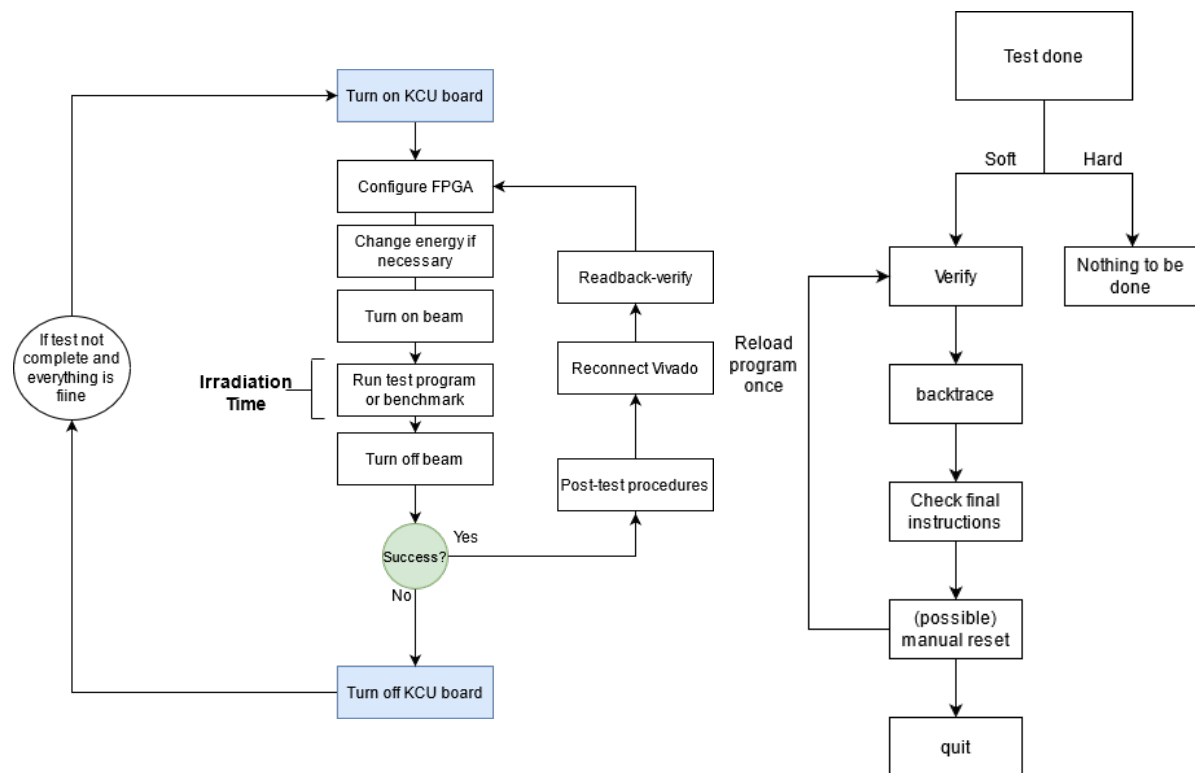 Turn on KCU board
Configure FPGA
Change energy if
necessary
Turn on beam
Irradiation
Time
Run test program
or benchmark
Turn off beam
Success?
Yes
No
Turn off KCU board
If test not
complete and
everything is
fiine
Readback-verify
Reconnect Vivado
Post-test procedures
Test done
Soft
Hard
Verify
Nothing to be
done
Reload
program
once
backtrace
Check final
instructions
(possible)
manual reset
quit